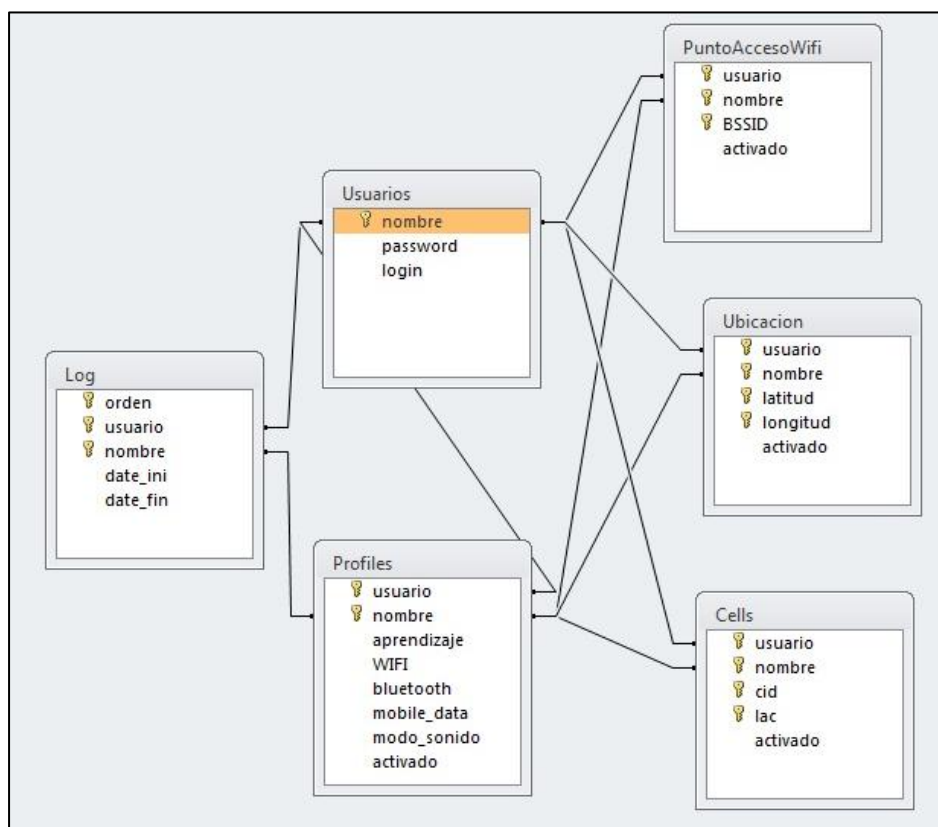 PuntoAccesoWifi
usuario
nombre
BSSID
activado
Usuarios
nombre
password
login
Ubicacion
usuario
nombre
latitud
longitud
activado
Log
orden
usuario
nombre
date_ini
date_fin
Profiles
usuario
nombre
aprendizaje
WIFI
bluetooth
mobile_data
modo_sonido
activado
Cells
usuario
nombre
cid
lac
activado